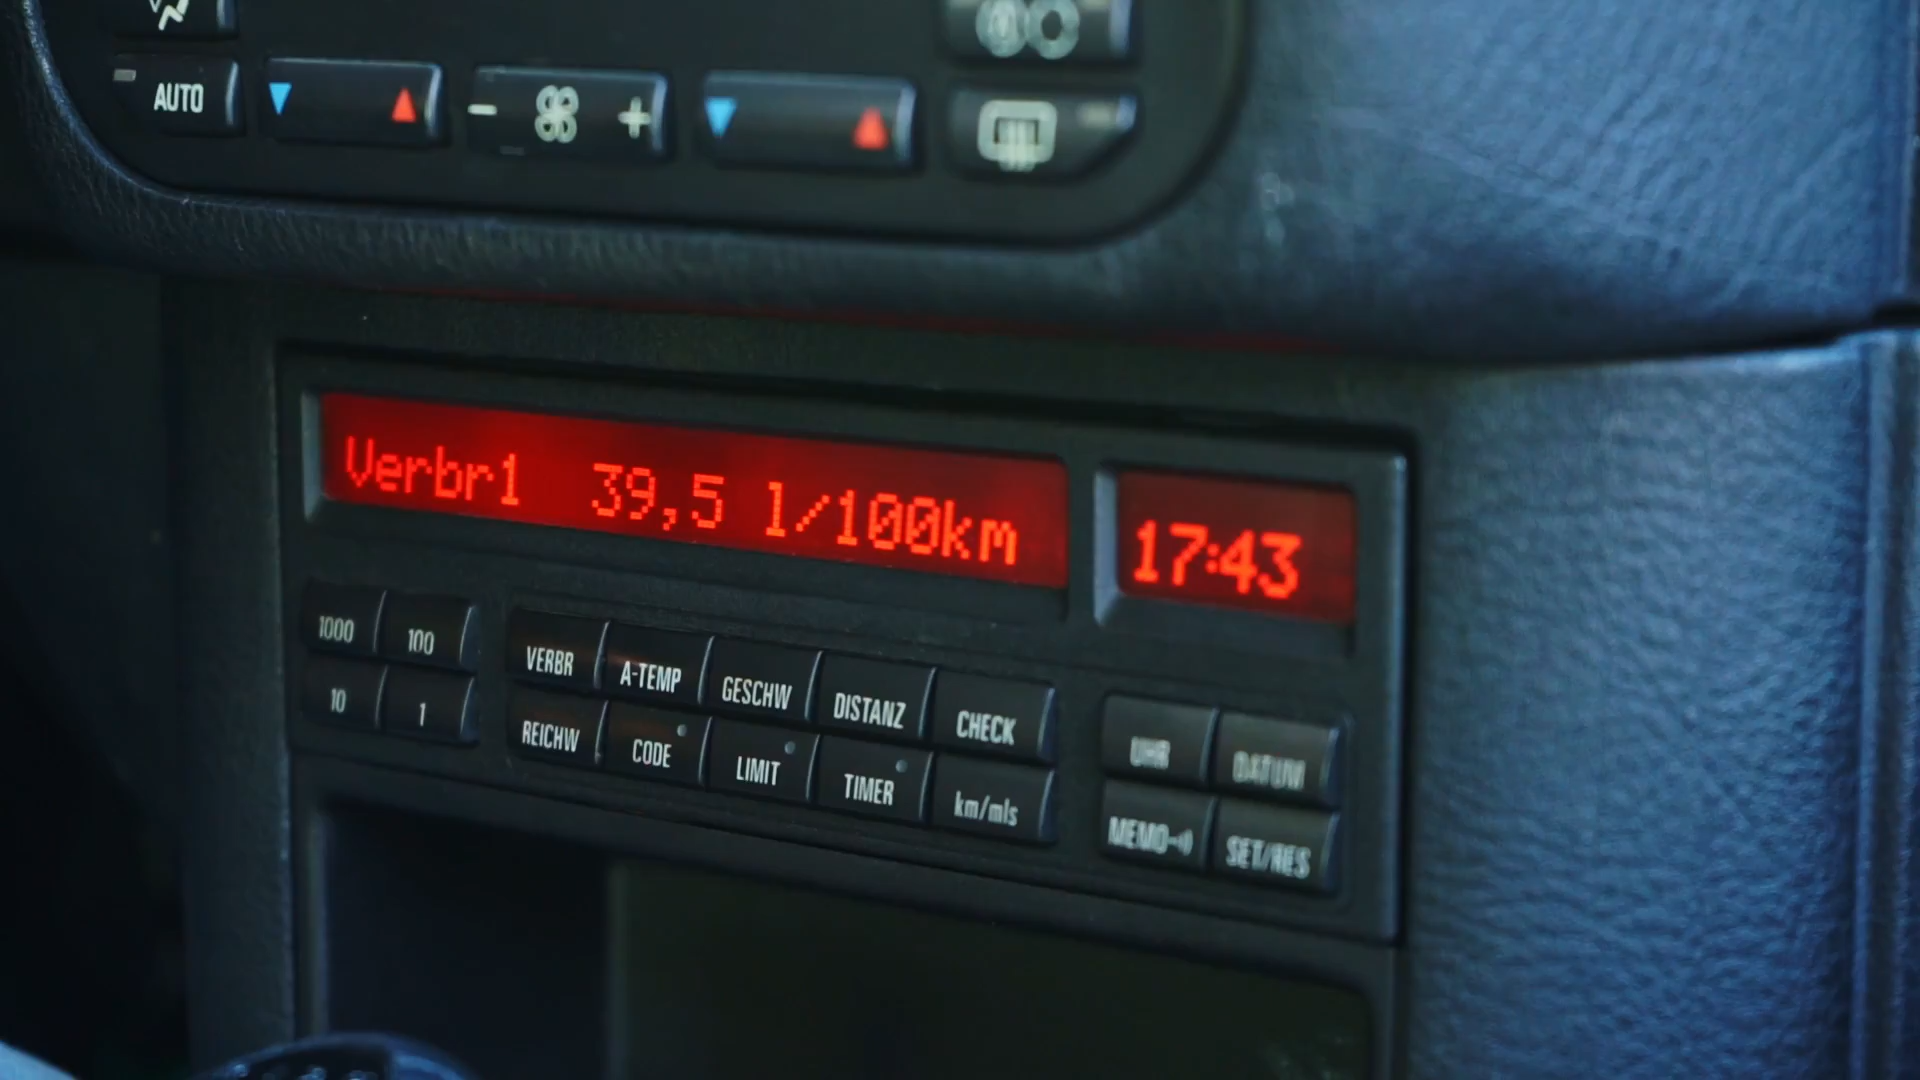 AUTO
Verbr1 39,5 l/100km 17:43
1000 100 VERBR A-TEMP GESCHW DISTANZ CHECK UHR DATUM
10 1 REICHW CODE LIMIT TIMER km/mls MEMO SET/RES